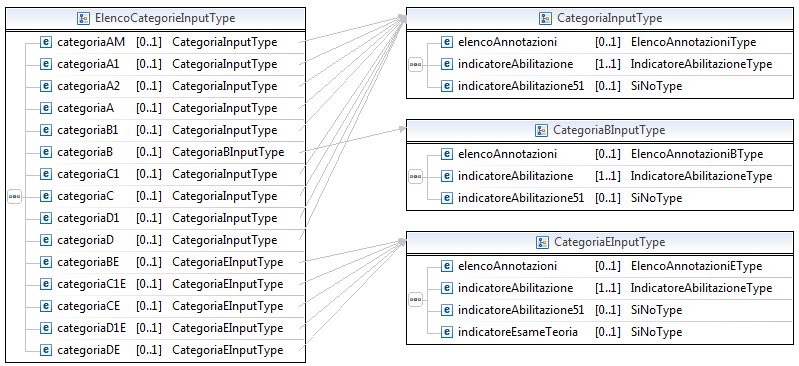 ElencoCategorieInputType
categoriaAM [0..1] CategoriaInputType
categoriaA1 [0..1] CategoriaInputType
categoriaA2 [0..1] CategoriaInputType
categoriaA [0..1] CategoriaInputType
categoriaB1 [0..1] CategoriaInputType
categoriaB [0..1] CategoriaBInputType
categoriaC1 [0..1] CategoriaInputType
categoriaC [0..1] CategoriaInputType
categoriaD1 [0..1] CategoriaInputType
categoriaD [0..1] CategoriaInputType
categoriaBE [0..1] CategoriaEInputType
categoriaC1E [0..1] CategoriaEInputType
categoriaCE [0..1] CategoriaEInputType
categoriaD1E [0..1] CategoriaEInputType
categoriaDE [0..1] CategoriaEInputType
CategoriaInputType
elencoAnnotazioni [0..1] ElencoAnnotazioniType
indicatoreAbilitazione [1..1] IndicatoreAbilitazioneType
indicatoreAbilitazione51 [0..1] SiNoType
CategoriaBInputType
elencoAnnotazioni [0..1] ElencoAnnotazioniBType
indicatoreAbilitazione [1..1] IndicatoreAbilitazioneType
indicatoreAbilitazione51 [0..1] SiNoType
CategoriaEInputType
elencoAnnotazioni [0..1] ElencoAnnotazioniEType
indicatoreAbilitazione [1..1] IndicatoreAbilitazioneType
indicatoreAbilitazione51 [0..1] SiNoType
indicatoreEsameTeoria [0..1] SiNoType